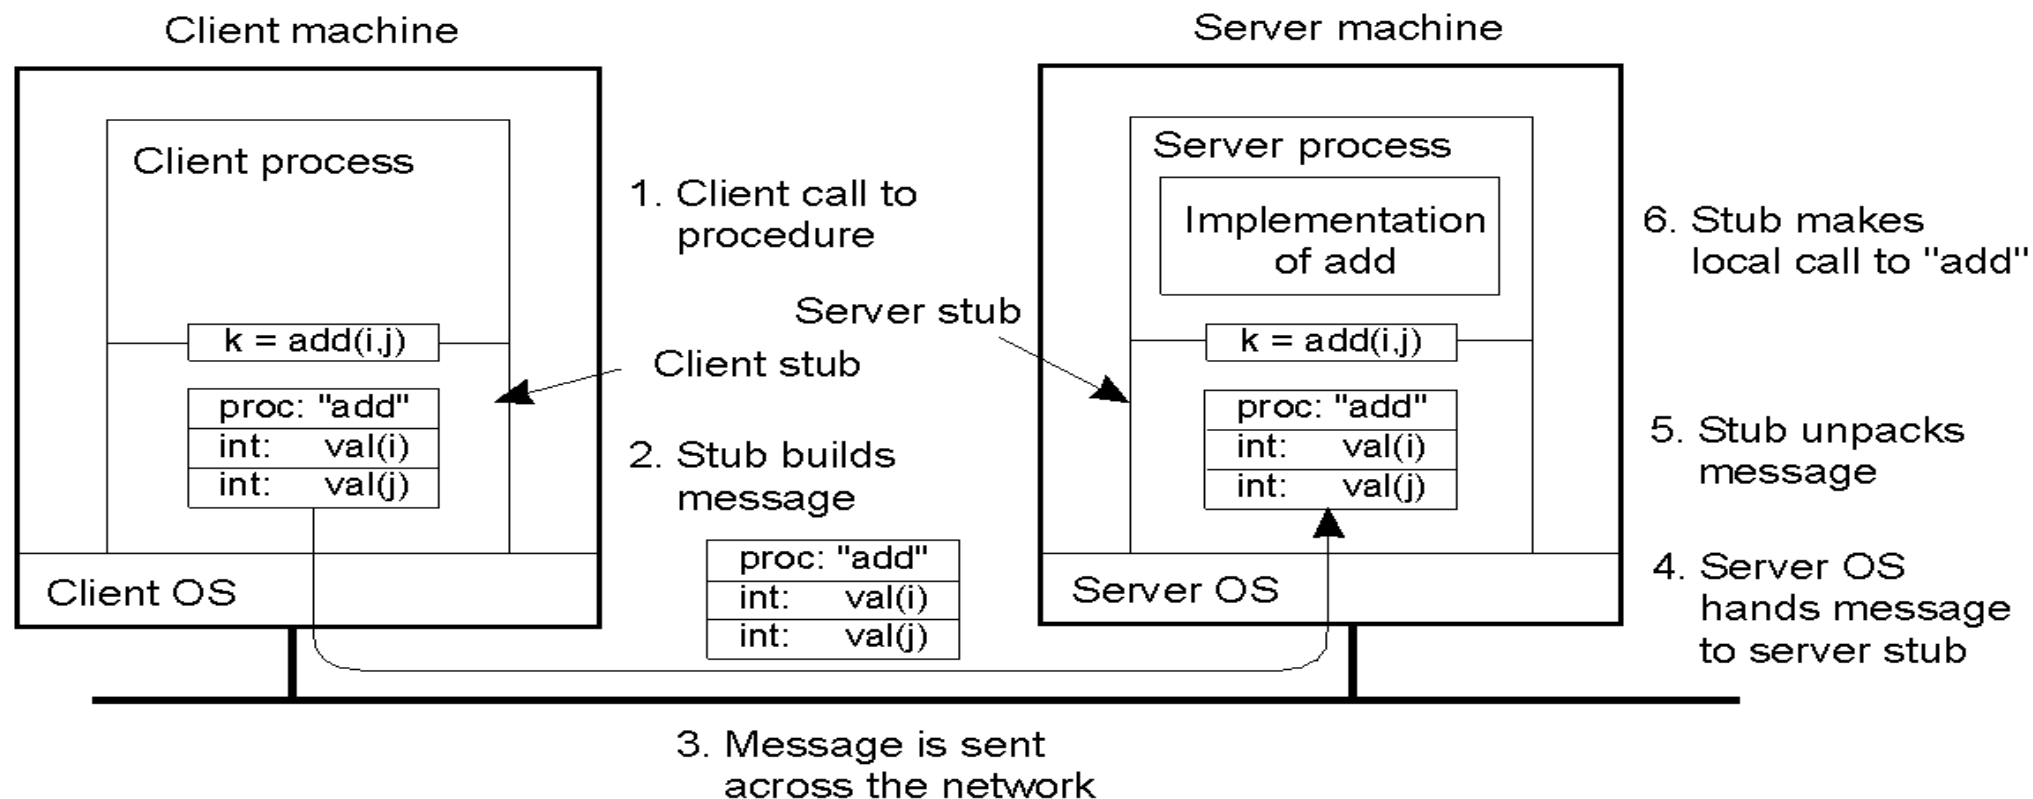 Client machine
Server machine
Client process
1. Client call to
procedure
k = add(i,j)
Client stub
proc: "add"
int: val(i)
int: val(j)
2. Stub builds
message
proc: "add"
int: val(i)
int: val(j)
Client OS
3. Message is sent
across the network
Server process
Implementation
of add
Server stub
k = add(i,j)
proc: "add"
int: val(i)
int: val(j)
Server OS
6. Stub makes
local call to "add"
5. Stub unpacks
message
4. Server OS
hands message
to server stub